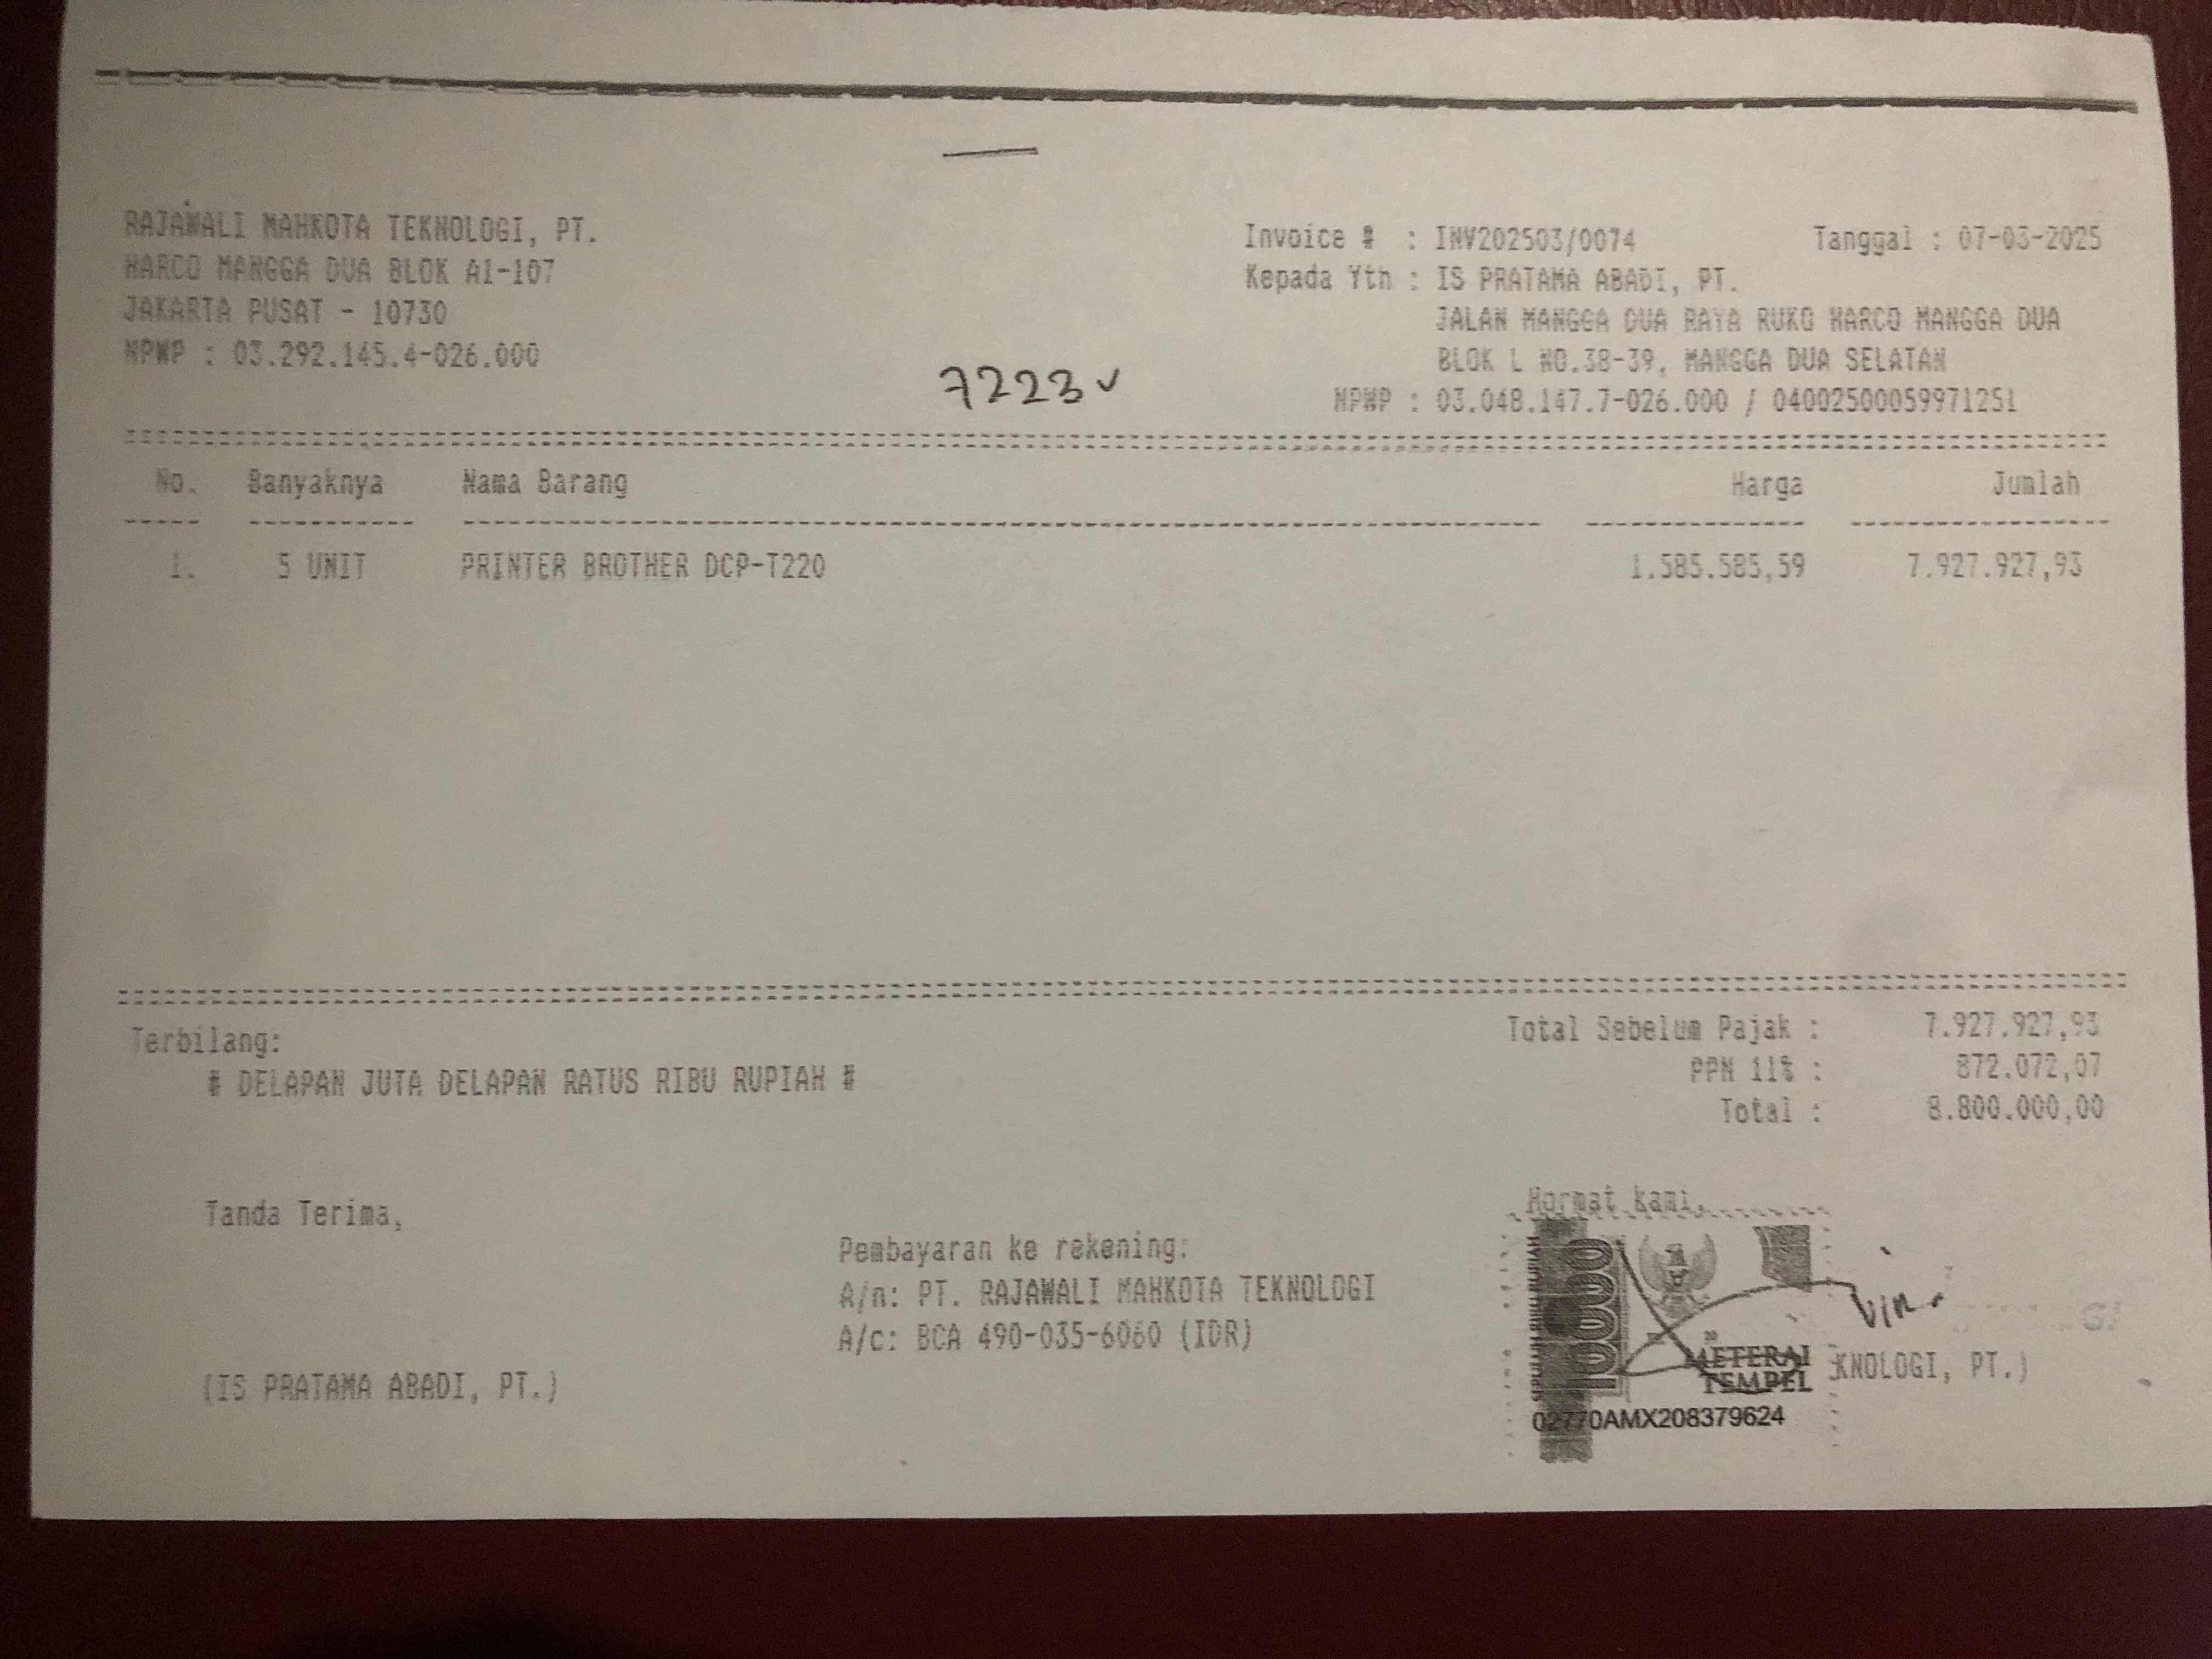 RAJAWALI MAHKOTA TEKNOLOGI, PT.
HARCO MANGGA DUA BLOK A1-107
JAKARTA PUSAT - 10730
NPWP : 03.292.145.4-026.000
Invoice # : INV202503/0074 Tanggal : 07-03-2025
Kepada Yth : IS PRATAMA ABADI, PT.
JALAN MANGGA DUA RAYA RUKO HARCO MANGGA DUA
BLOK L NO.38-39, MANGGA DUA SELATAN
NPWP : 03.048.147.7-026.000 / 04002500059971251
7223 ✓
No. Banyaknya Nama Barang Harga Jumlah
1. 5 UNIT PRINTER BROTHER DCP-T220 1.585.585,59 7.927.927,93
Terbilang:
# DELAPAN JUTA DELAPAN RATUS RIBU RUPIAH #
Total Sebelum Pajak : 7.927.927,93
PPN 11% : 872.072,07
Total : 8.800.000,00
Tanda Terima,
(IS PRATAMA ABADI, PT.)
Pembayaran ke rekening:
A/n: PT. RAJAWALI MAHKOTA TEKNOLOGI
A/c: BCA 490-035-6060 (IDR)
Hormat kami,
10000
METERAI
TEMPEL
02770AMX208379624
KNOLOGI, PT.)